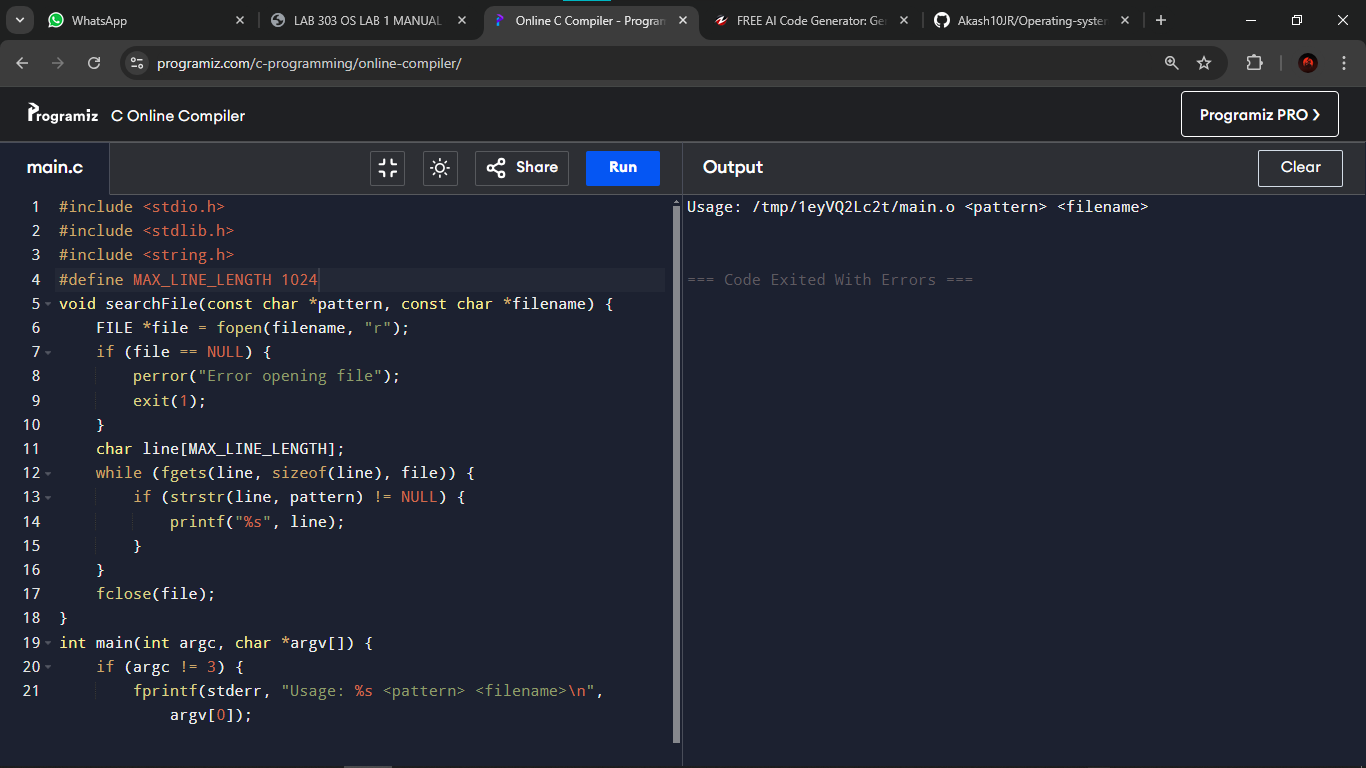 WhatsApp
LAB 303 OS LAB 1 MANUAL
Online C Compiler - Program
FREE AI Code Generator: Ge
Akash10JR/Operating-syste
programiz.com/c-programming/online-compiler/
Programiz C Online Compiler
Programiz PRO ›
main.c
Share
Run
Output
Clear
1 #include <stdio.h>
2 #include <stdlib.h>
3 #include <string.h>
4 #define MAX_LINE_LENGTH 1024
5 void searchFile(const char *pattern, const char *filename) {
6 FILE *file = fopen(filename, "r");
7 if (file == NULL) {
8 perror("Error opening file");
9 exit(1);
10 }
11 char line[MAX_LINE_LENGTH];
12 while (fgets(line, sizeof(line), file)) {
13 if (strstr(line, pattern) != NULL) {
14 printf("%s", line);
15 }
16 }
17 fclose(file);
18 }
19 int main(int argc, char *argv[]) {
20 if (argc != 3) {
21 fprintf(stderr, "Usage: %s <pattern> <filename>\n",
argv[0]);
Usage: /tmp/1eyVQ2Lc2t/main.o <pattern> <filename>
=== Code Exited With Errors ===